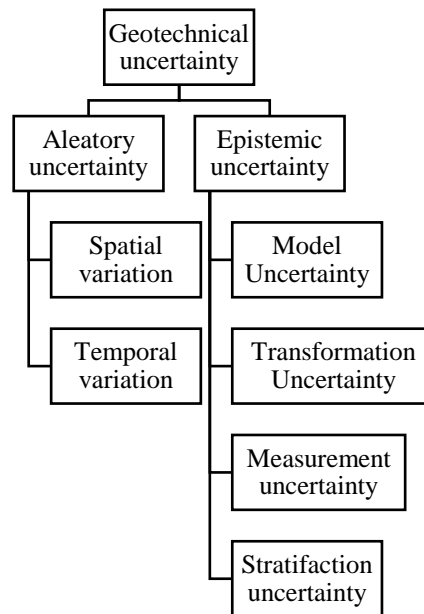 Geotechnical
uncertainty
Aleatory
uncertainty
Epistemic
uncertainty
Spatial
variation
Model
Uncertainty
Temporal
variation
Transformation
Uncertainty
Measurement
uncertainty
Stratifaction
uncertainty